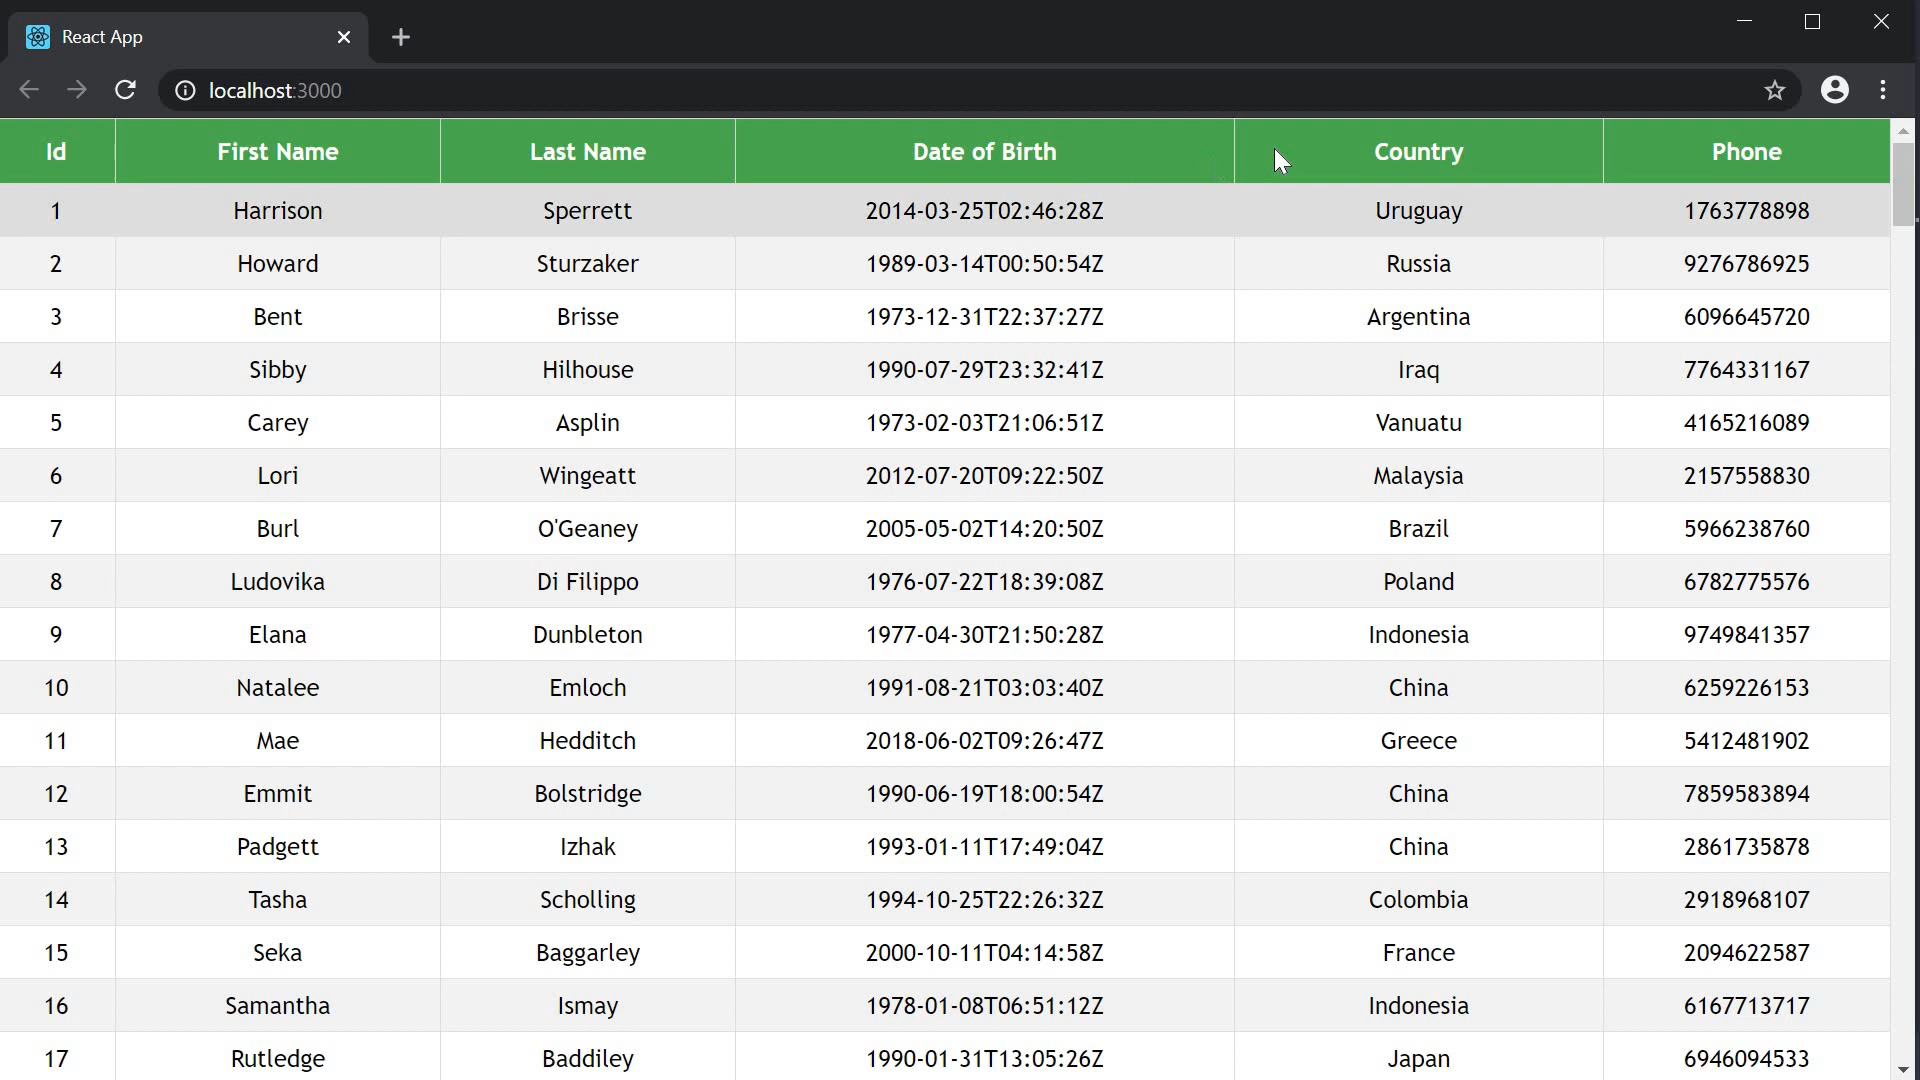 React App
localhost:3000
Id First Name Last Name Date of Birth Country Phone
1 Harrison Sperrett 2014-03-25T02:46:28Z Uruguay 1763778898
2 Howard Sturzaker 1989-03-14T00:50:54Z Russia 9276786925
3 Bent Brisse 1973-12-31T22:37:27Z Argentina 6096645720
4 Sibby Hilhouse 1990-07-29T23:32:41Z Iraq 7764331167
5 Carey Asplin 1973-02-03T21:06:51Z Vanuatu 4165216089
6 Lori Wingeatt 2012-07-20T09:22:50Z Malaysia 2157558830
7 Burl O'Geaney 2005-05-02T14:20:50Z Brazil 5966238760
8 Ludovika Di Filippo 1976-07-22T18:39:08Z Poland 6782775576
9 Elana Dunbleton 1977-04-30T21:50:28Z Indonesia 9749841357
10 Natalee Emloch 1991-08-21T03:03:40Z China 6259226153
11 Mae Hedditch 2018-06-02T09:26:47Z Greece 5412481902
12 Emmit Bolstridge 1990-06-19T18:00:54Z China 7859583894
13 Padgett Izhak 1993-01-11T17:49:04Z China 2861735878
14 Tasha Scholling 1994-10-25T22:26:32Z Colombia 2918968107
15 Seka Baggarley 2000-10-11T04:14:58Z France 2094622587
16 Samantha Ismay 1978-01-08T06:51:12Z Indonesia 6167713717
17 Rutledge Baddiley 1990-01-31T13:05:26Z Japan 6946094533